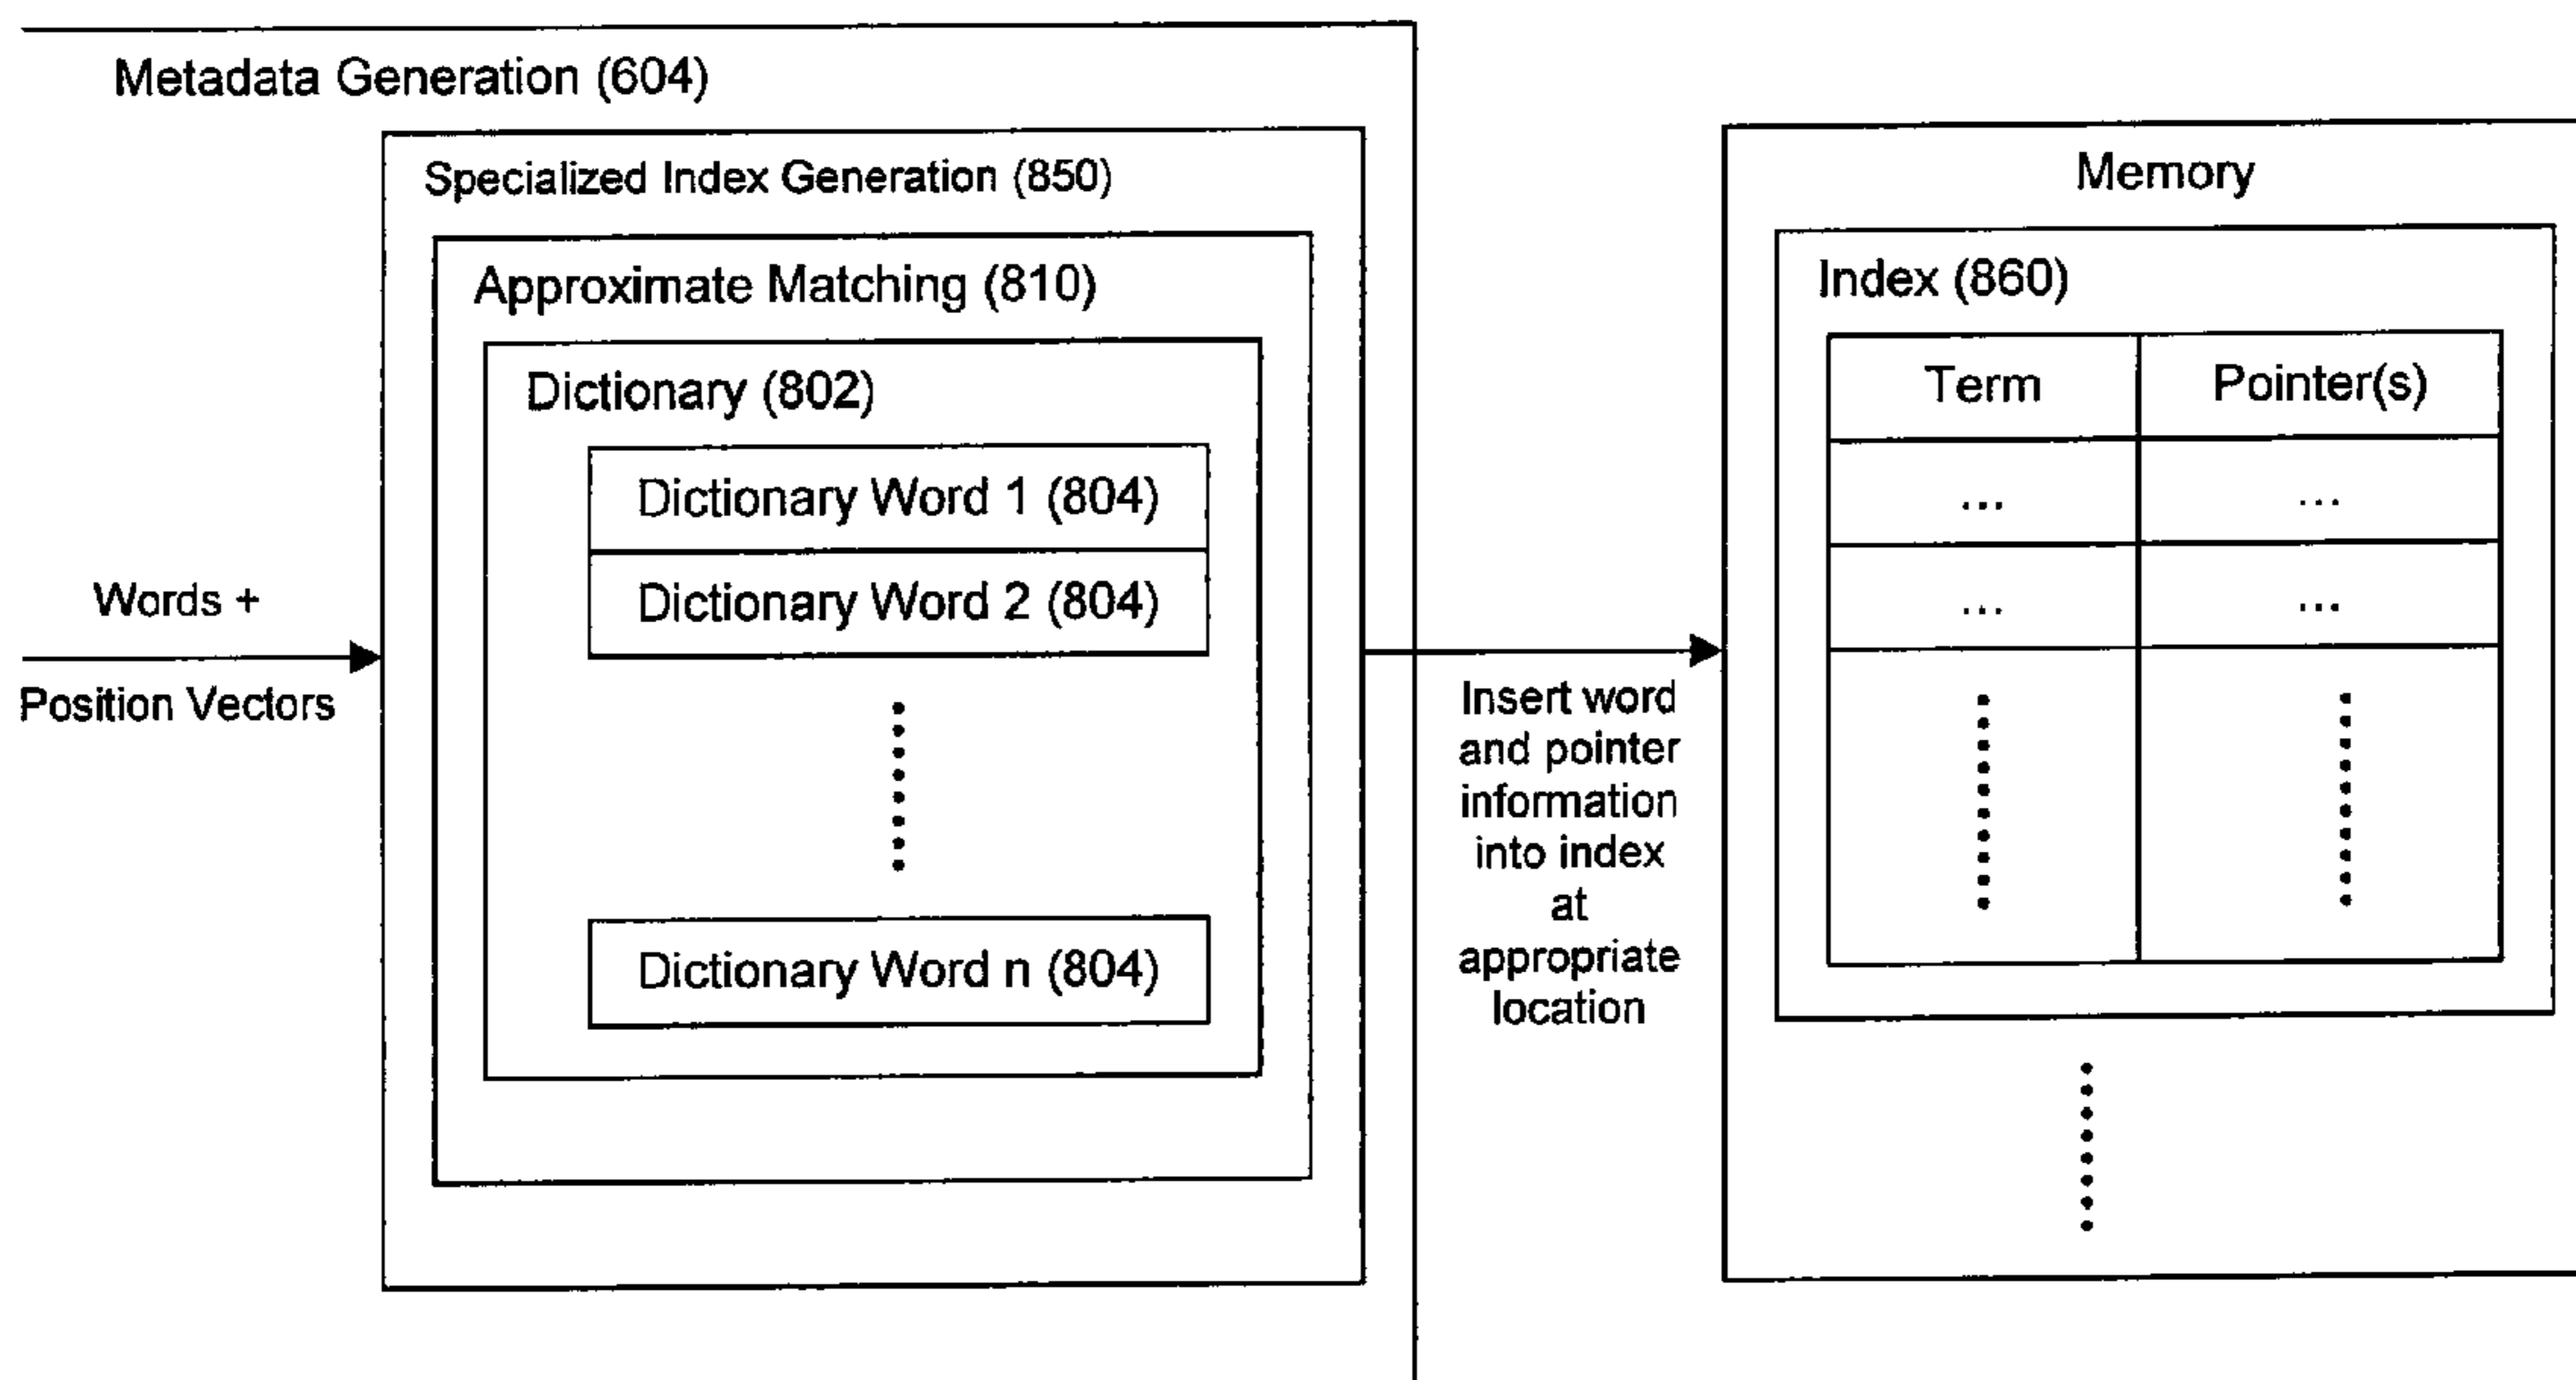 Metadata Generation (604)
Specialized Index Generation (850)
Approximate Matching (810)
Dictionary (802)
Dictionary Word 1 (804)
Dictionary Word 2 (804)
Dictionary Word n (804)
Words +
Position Vectors
Insert word
and pointer
information
into index
at
appropriate
location
Memory
Index (860)
Term Pointer(s)
... ...
... ...